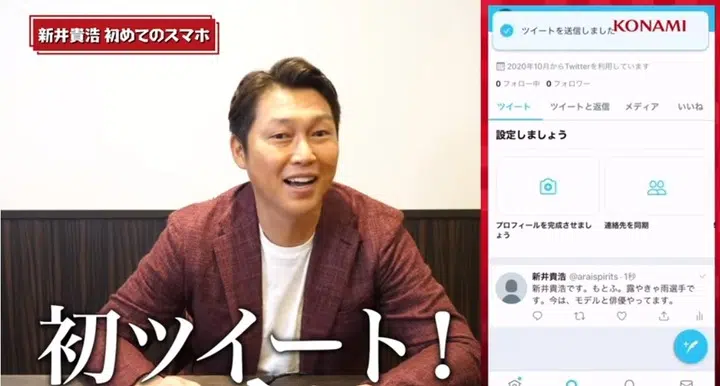 新井貴浩 初めてのスマホ
初ツイート!
ツイートを送信しました
KONAMI
2020年10月からTwitterを利用しています
0 フォロー中 0 フォロワー
ツイート ツイートと返信 メディア いいね
設定しましょう
プロフィールを完成させまし
ょう
連絡先を同期
新井貴浩 @araispirits・1秒
新井貴浩です。もとぷ。露やきゃ雨選手で
す。今は、モデルと俳優やってます。